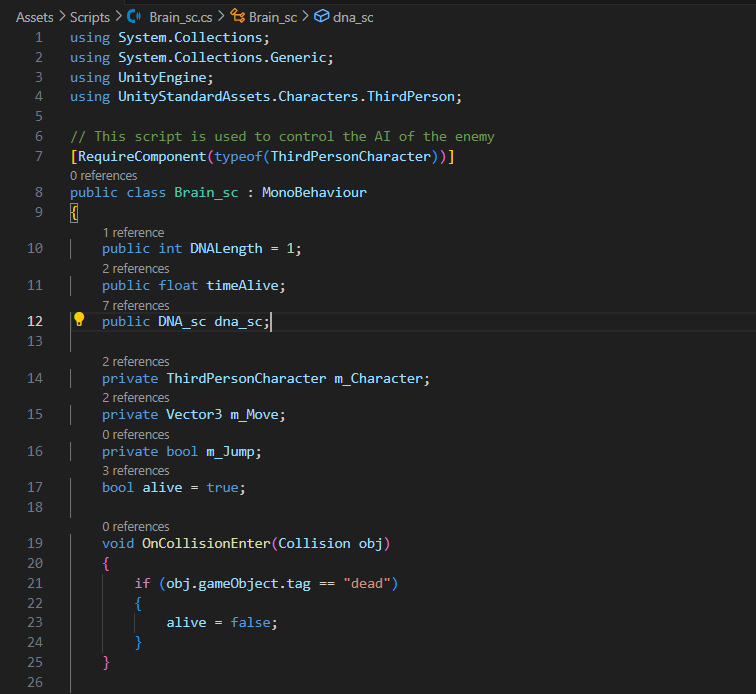 Assets > Scripts > Brain_sc.cs > Brain_sc > dna_sc
1 using System.Collections;
2 using System.Collections.Generic;
3 using UnityEngine;
4 using UnityStandardAssets.Characters.ThirdPerson;
5
6 // This script is used to control the AI of the enemy
7 [RequireComponent(typeof(ThirdPersonCharacter))]
0 references
8 public class Brain_sc : MonoBehaviour
9 {
1 reference
10 public int DNALength = 1;
2 references
11 public float timeAlive;
7 references
12 public DNA_sc dna_sc;
13
2 references
14 private ThirdPersonCharacter m_Character;
2 references
15 private Vector3 m_Move;
0 references
16 private bool m_Jump;
3 references
17 bool alive = true;
18
0 references
19 void OnCollisionEnter(Collision obj)
20 {
21 if (obj.gameObject.tag == "dead")
22 {
23 alive = false;
24 }
25 }
26